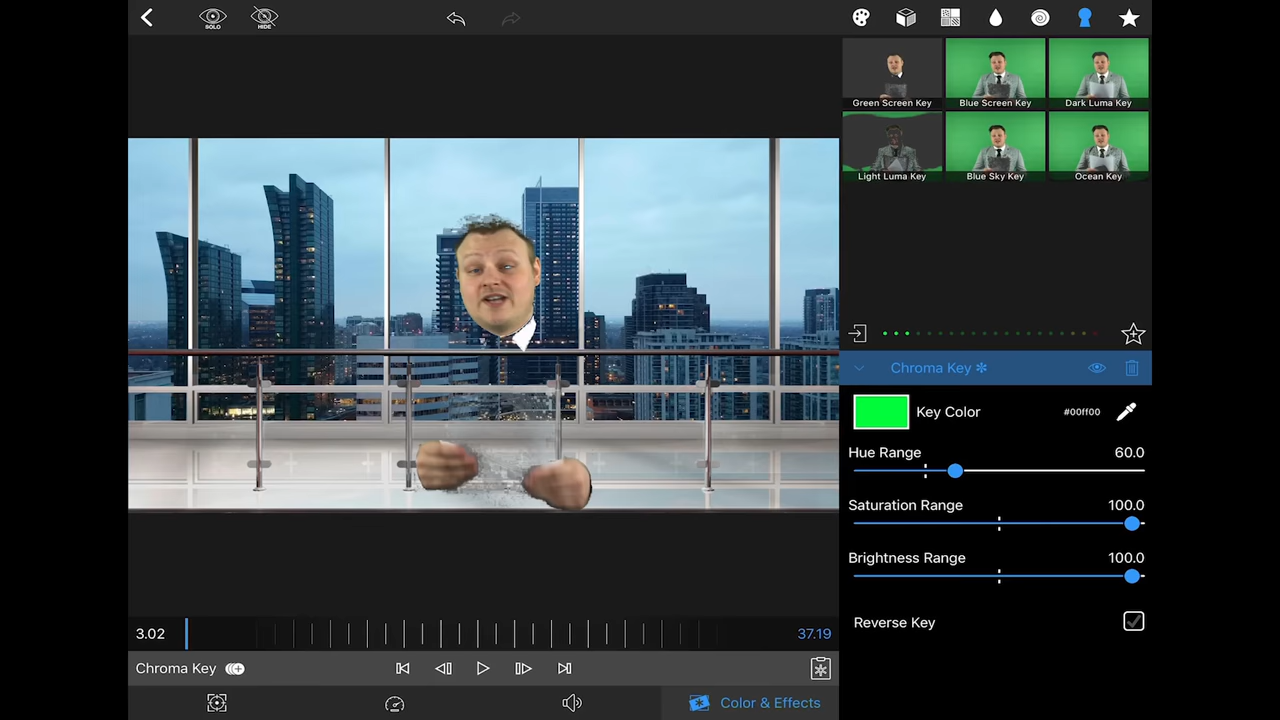 SOLO
HIDE
Green Screen Key
Blue Screen Key
Dark Luma Key
Light Luma Key
Blue Sky Key
Ocean Key
Chroma Key
Key Color
#00ff00
Hue Range
60.0
Saturation Range
100.0
Brightness Range
100.0
Reverse Key
3.02
37.19
Chroma Key
Color & Effects